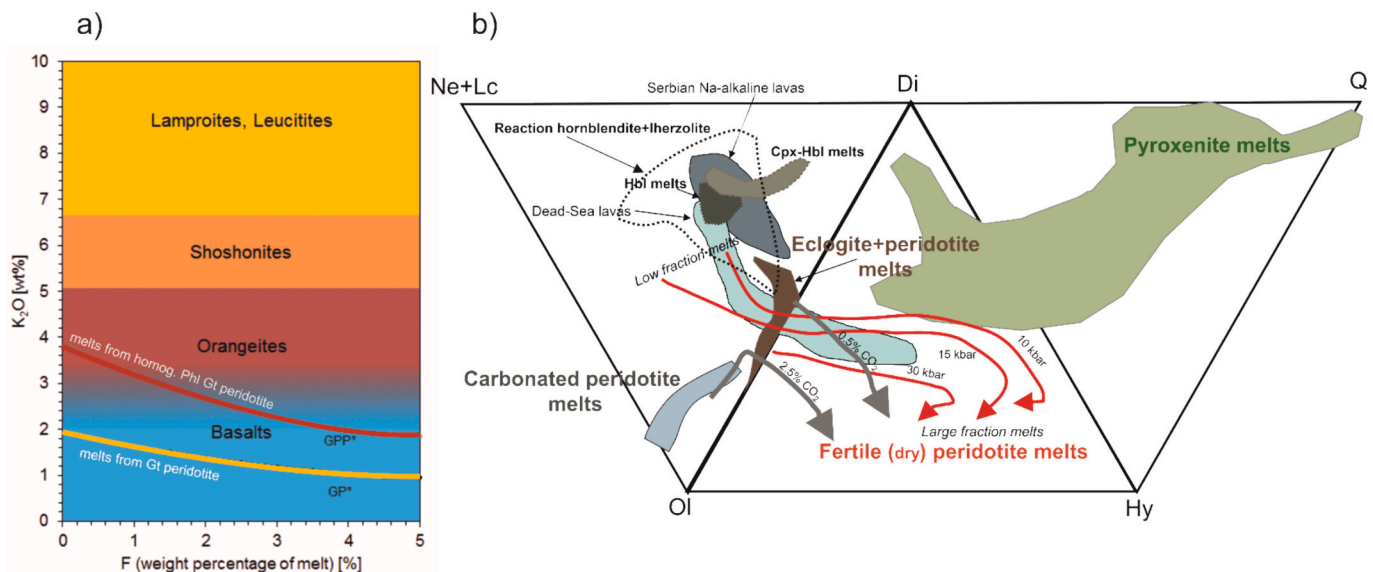 a)
10
9
8
7
6
5
4
3
2
1
0
K₂O [wt%]
Lamproites, Leucitites
Shoshonites
Orangeites
melts from homog. Phl Gt peridotite
Basalts
GPP*
melts from Gt peridotite
GP*
0 1 2 3 4 5
F (weight percentage of melt) [%]
b)
Ne+Lc
Di
Q
Serbian Na-alkaline lavas
Reaction hornblendite+lherzolite
Cpx-Hbl melts
Hbl melts
Dead-Sea lavas
Pyroxenite melts
Low fraction melts
Eclogite+peridotite
melts
0.5% CO₂
10 kbar
15 kbar
30 kbar
Carbonated peridotite
melts
2.5% CO₂
Large fraction melts
Fertile (dry) peridotite melts
Ol
Hy